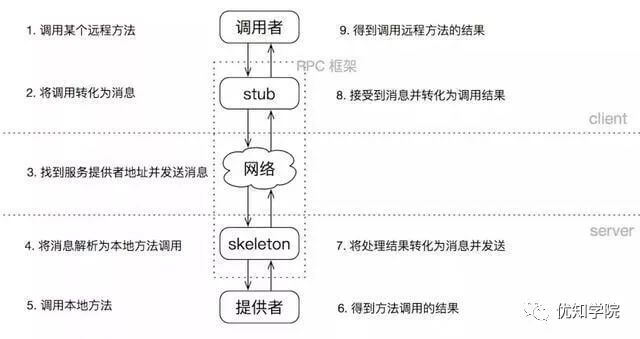 1. 调用某个远程方法
调用者
9. 得到调用远程方法的结果
RPC 框架
2. 将调用转化为消息
stub
8. 接受到消息并转化为调用结果
client
3. 找到服务提供者地址并发送消息
网络
server
4. 将消息解析为本地方法调用
skeleton
7. 将处理结果转化为消息并发送
5. 调用本地方法
提供者
6. 得到方法调用的结果
优知学院